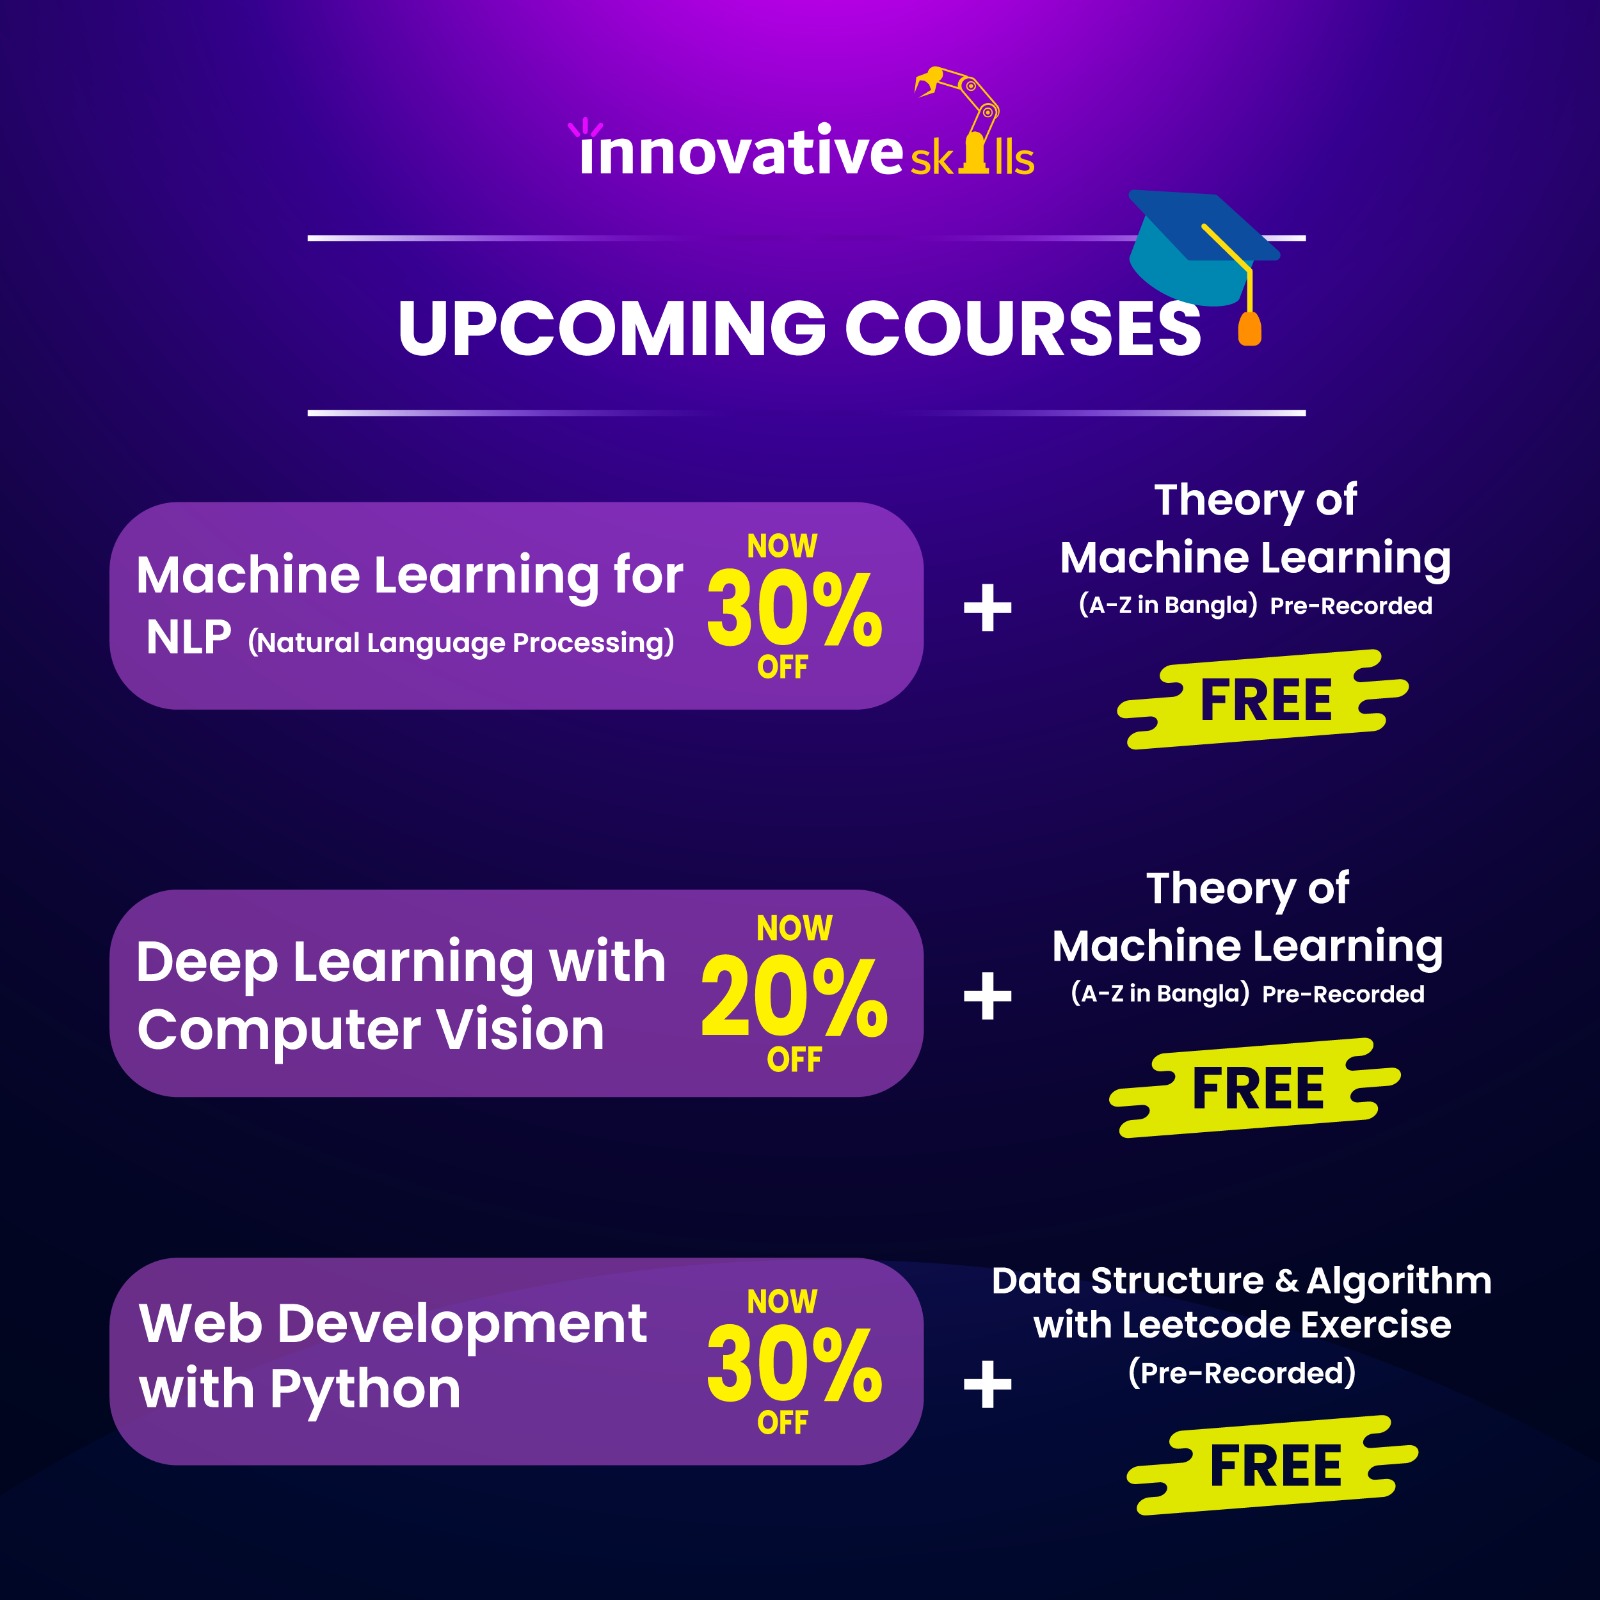 innovative skills
UPCOMING COURSES
Machine Learning for
NLP (Natural Language Processing)
NOW
30%
OFF
+
Theory of
Machine Learning
(A-Z in Bangla) Pre-Recorded
FREE
Deep Learning with
Computer Vision
NOW
20%
OFF
+
Theory of
Machine Learning
(A-Z in Bangla) Pre-Recorded
FREE
Web Development
with Python
NOW
30%
OFF
+
Data Structure & Algorithm
with Leetcode Exercise
(Pre-Recorded)
FREE